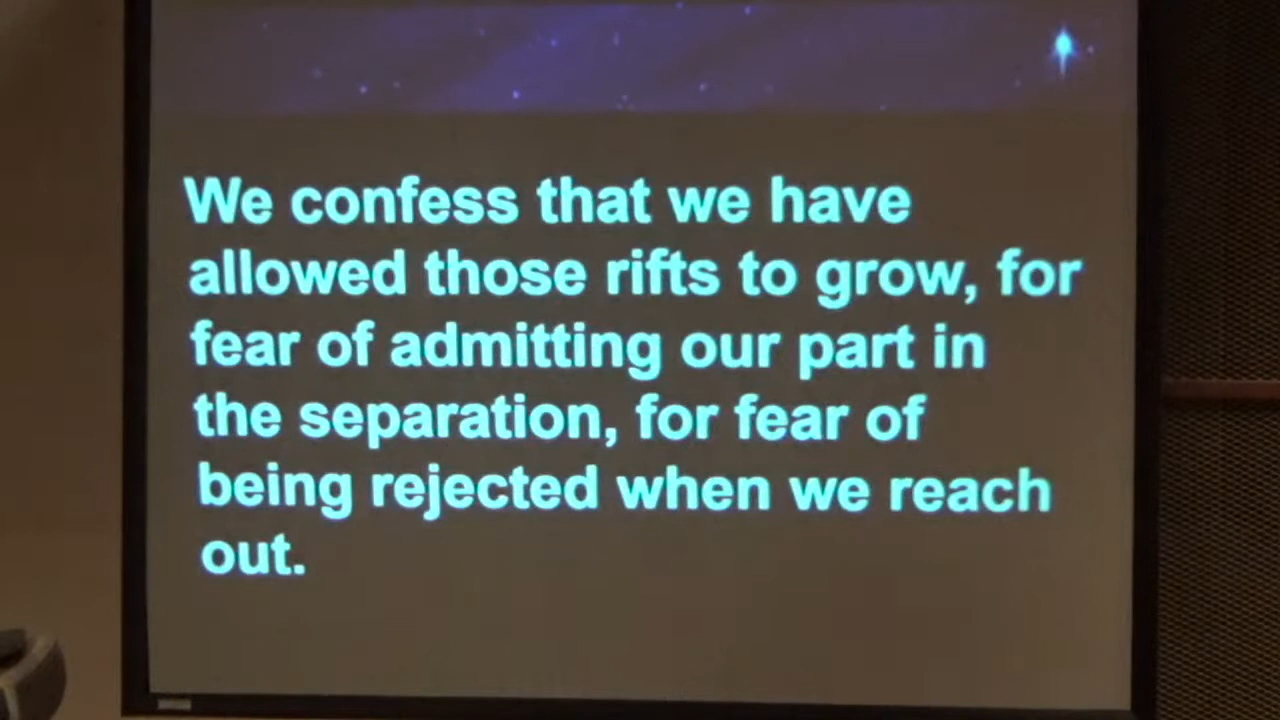 We confess that we have
allowed those rifts to grow, for
fear of admitting our part in
the separation, for fear of
being rejected when we reach
out.